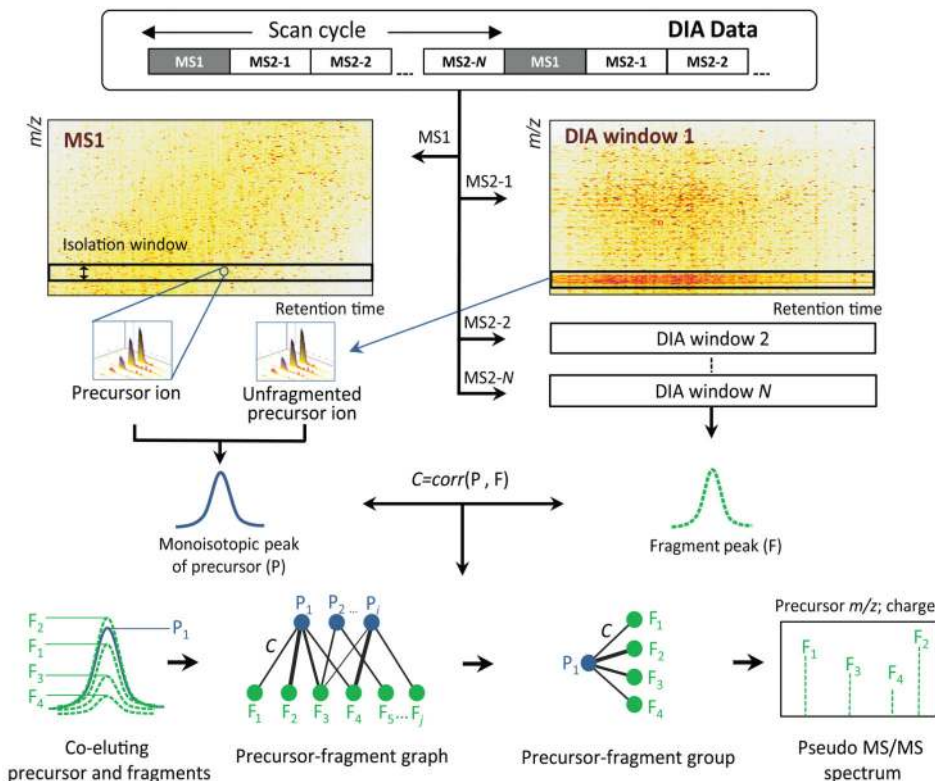 Scan cycle
DIA Data
MS1 MS2-1 MS2-2 ... MS2-N MS1 MS2-1 MS2-2 ...
m/z
MS1
Isolation window
Retention time
MS1
MS2-1
m/z
DIA window 1
Retention time
Precursor ion
Unfragmented
precursor ion
MS2-2
MS2-N
DIA window 2
DIA window N
C=corr(P , F)
Monoisotopic peak
of precursor (P)
Fragment peak (F)
F2
F1
F3
F4
P1
Co-eluting
precursor and fragments
P1 P2 ... Pi
C
F1 F2 F3 F4 F5 ... Fj
Precursor-fragment graph
C
P1
F1
F2
F3
F4
Precursor-fragment group
Precursor m/z; charge
F1 F3 F4 F2
Pseudo MS/MS
spectrum